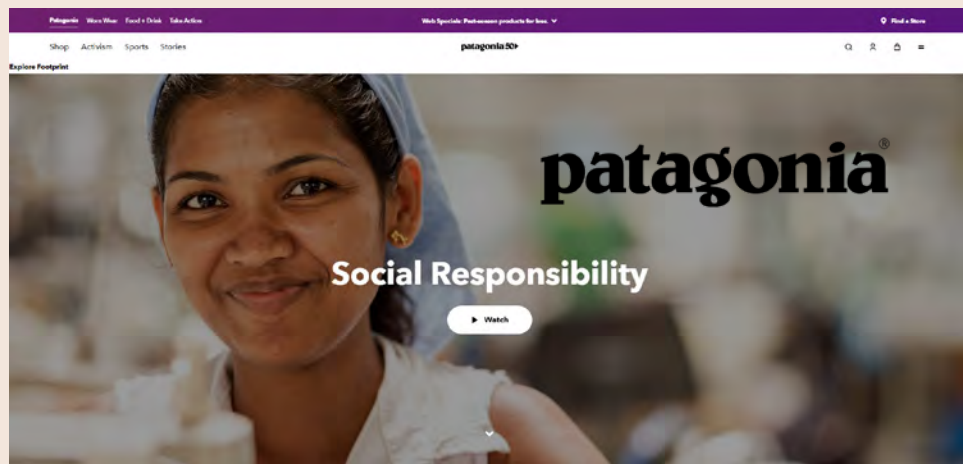 Patagonia Worn Wear Food + Drink Take Action Web Specials: Past-season products for less. Find a Store
Shop Activism Sports Stories patagonia 50
Explore Footprint
patagonia®
Social Responsibility
Watch